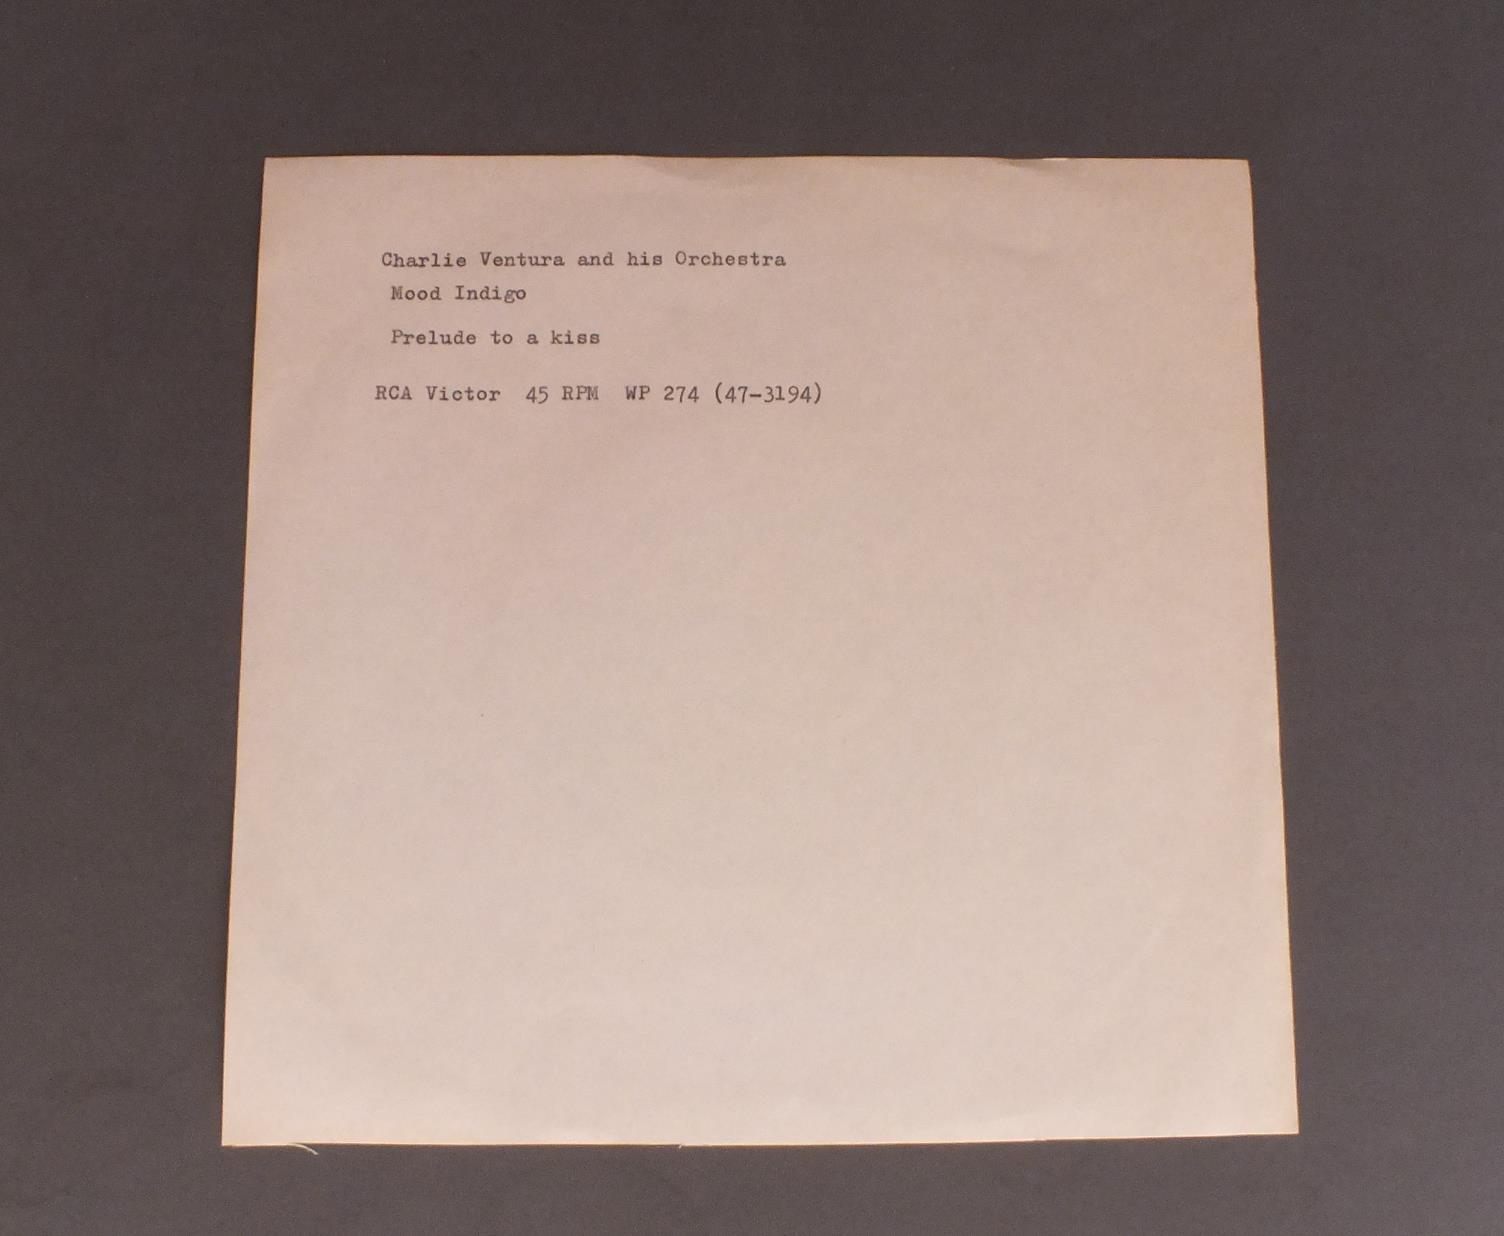 Charlie Ventura and his Orchestra
Mood Indigo
Prelude to a kiss
RCA Victor 45 RPM WP 274 (47-3194)